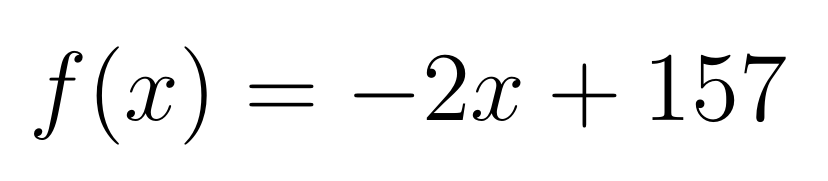 f(x) = −2x + 157